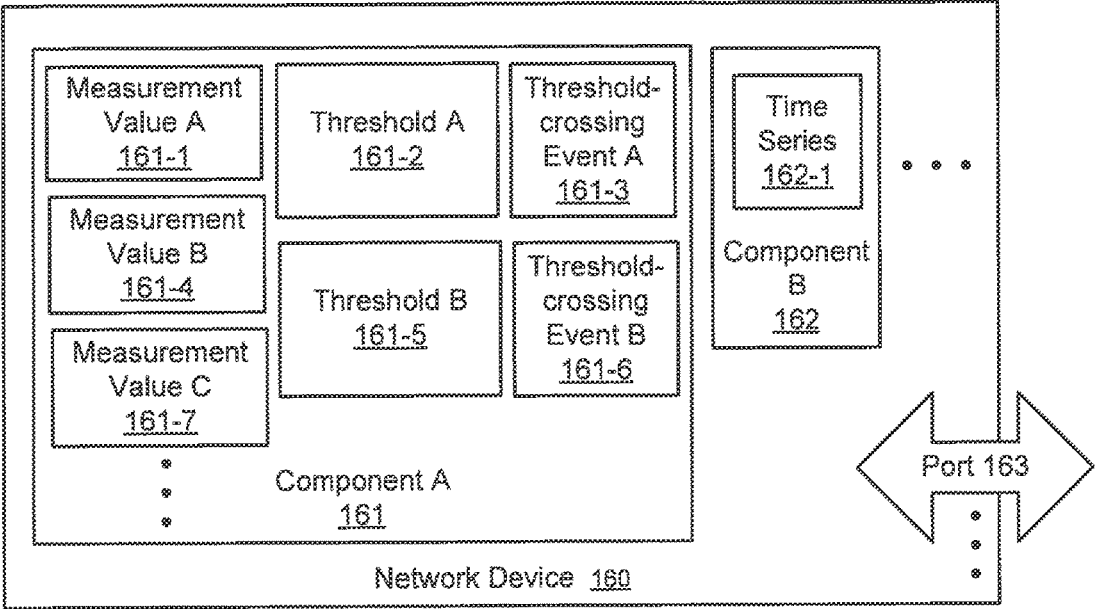 Measurement
Value A
161-1
Threshold A
161-2
Threshold-
crossing
Event A
161-3
Measurement
Value B
161-4
Threshold B
161-5
Threshold-
crossing
Event B
161-6
Measurement
Value C
161-7
Component A
161
Time
Series
162-1
Component
B
162
Port 163
Network Device 160